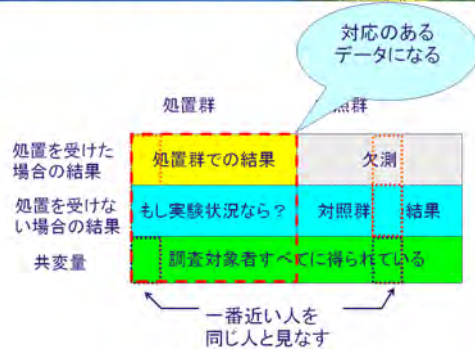 対応のある
データになる
処置群
照群
処置を受けた
場合の結果
処置群での結果
欠測
処置を受けない場合の結果
もし実験状況なら？
対照群 結果
共変量
調査対象者すべてに得られている
一番近い人を
同じ人と見なす